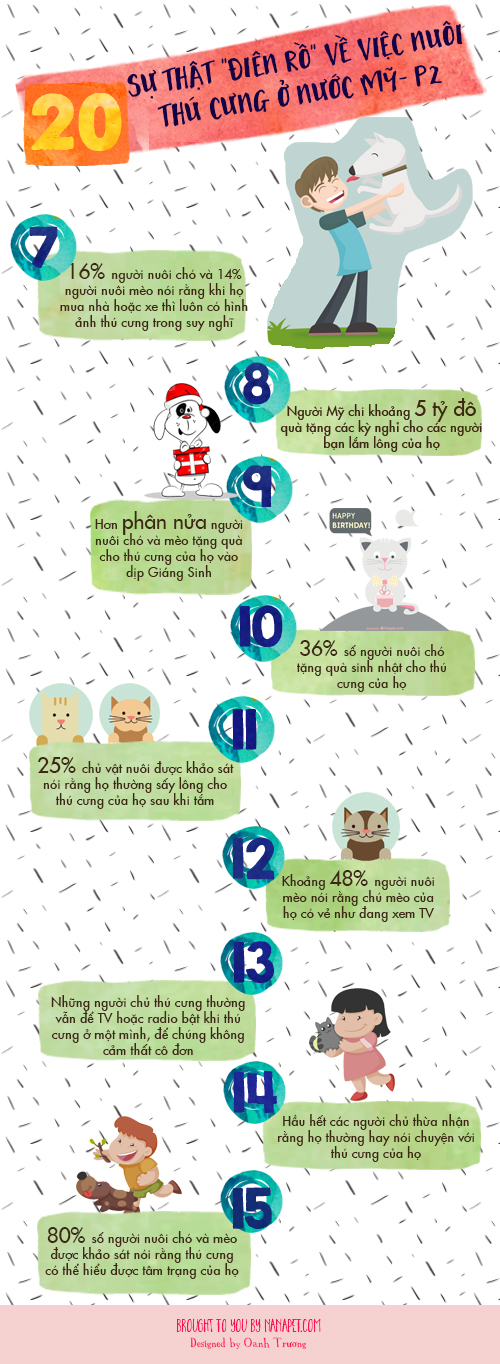 20
SỰ THẬT "ĐIÊN RỒ" VỀ VIỆC NUÔI
THÚ CƯNG Ở NƯỚC MỸ- P2
7
16% người nuôi chó và 14%
người nuôi mèo nói rằng khi họ
mua nhà hoặc xe thì luôn có hình
ảnh thú cưng trong suy nghĩ
8
Người Mỹ chi khoảng 5 tỷ đô
quà tặng các kỳ nghỉ cho các người
bạn lắm lông của họ
9
Hơn phân nửa người
nuôi chó và mèo tặng quà
cho thú cưng của họ vào
dịp Giáng Sinh
HAPPY
BIRTHDAY!
10
36% số người nuôi chó
tặng quà sinh nhật cho thú
cưng của họ
11
25% chủ vật nuôi được khảo sát
nói rằng họ thường sấy lông cho
thú cưng của họ sau khi tắm
12
Khoảng 48% người nuôi
mèo nói rằng chú mèo của
họ có vẻ như đang xem TV
13
Những người chủ thú cưng thường
vẫn để TV hoặc radio bật khi thú
cưng ở một mình, để chúng không
cảm thất cô đơn
14
Hầu hết các người chủ thừa nhận
rằng họ thường hay nói chuyện với
thú cưng của họ
15
80% số người nuôi chó và mèo
được khảo sát nói rằng thú cưng
có thể hiểu được tâm trạng của họ
BROUGHT TO YOU BY NANAPET.COM
Designed by Oanh Trương